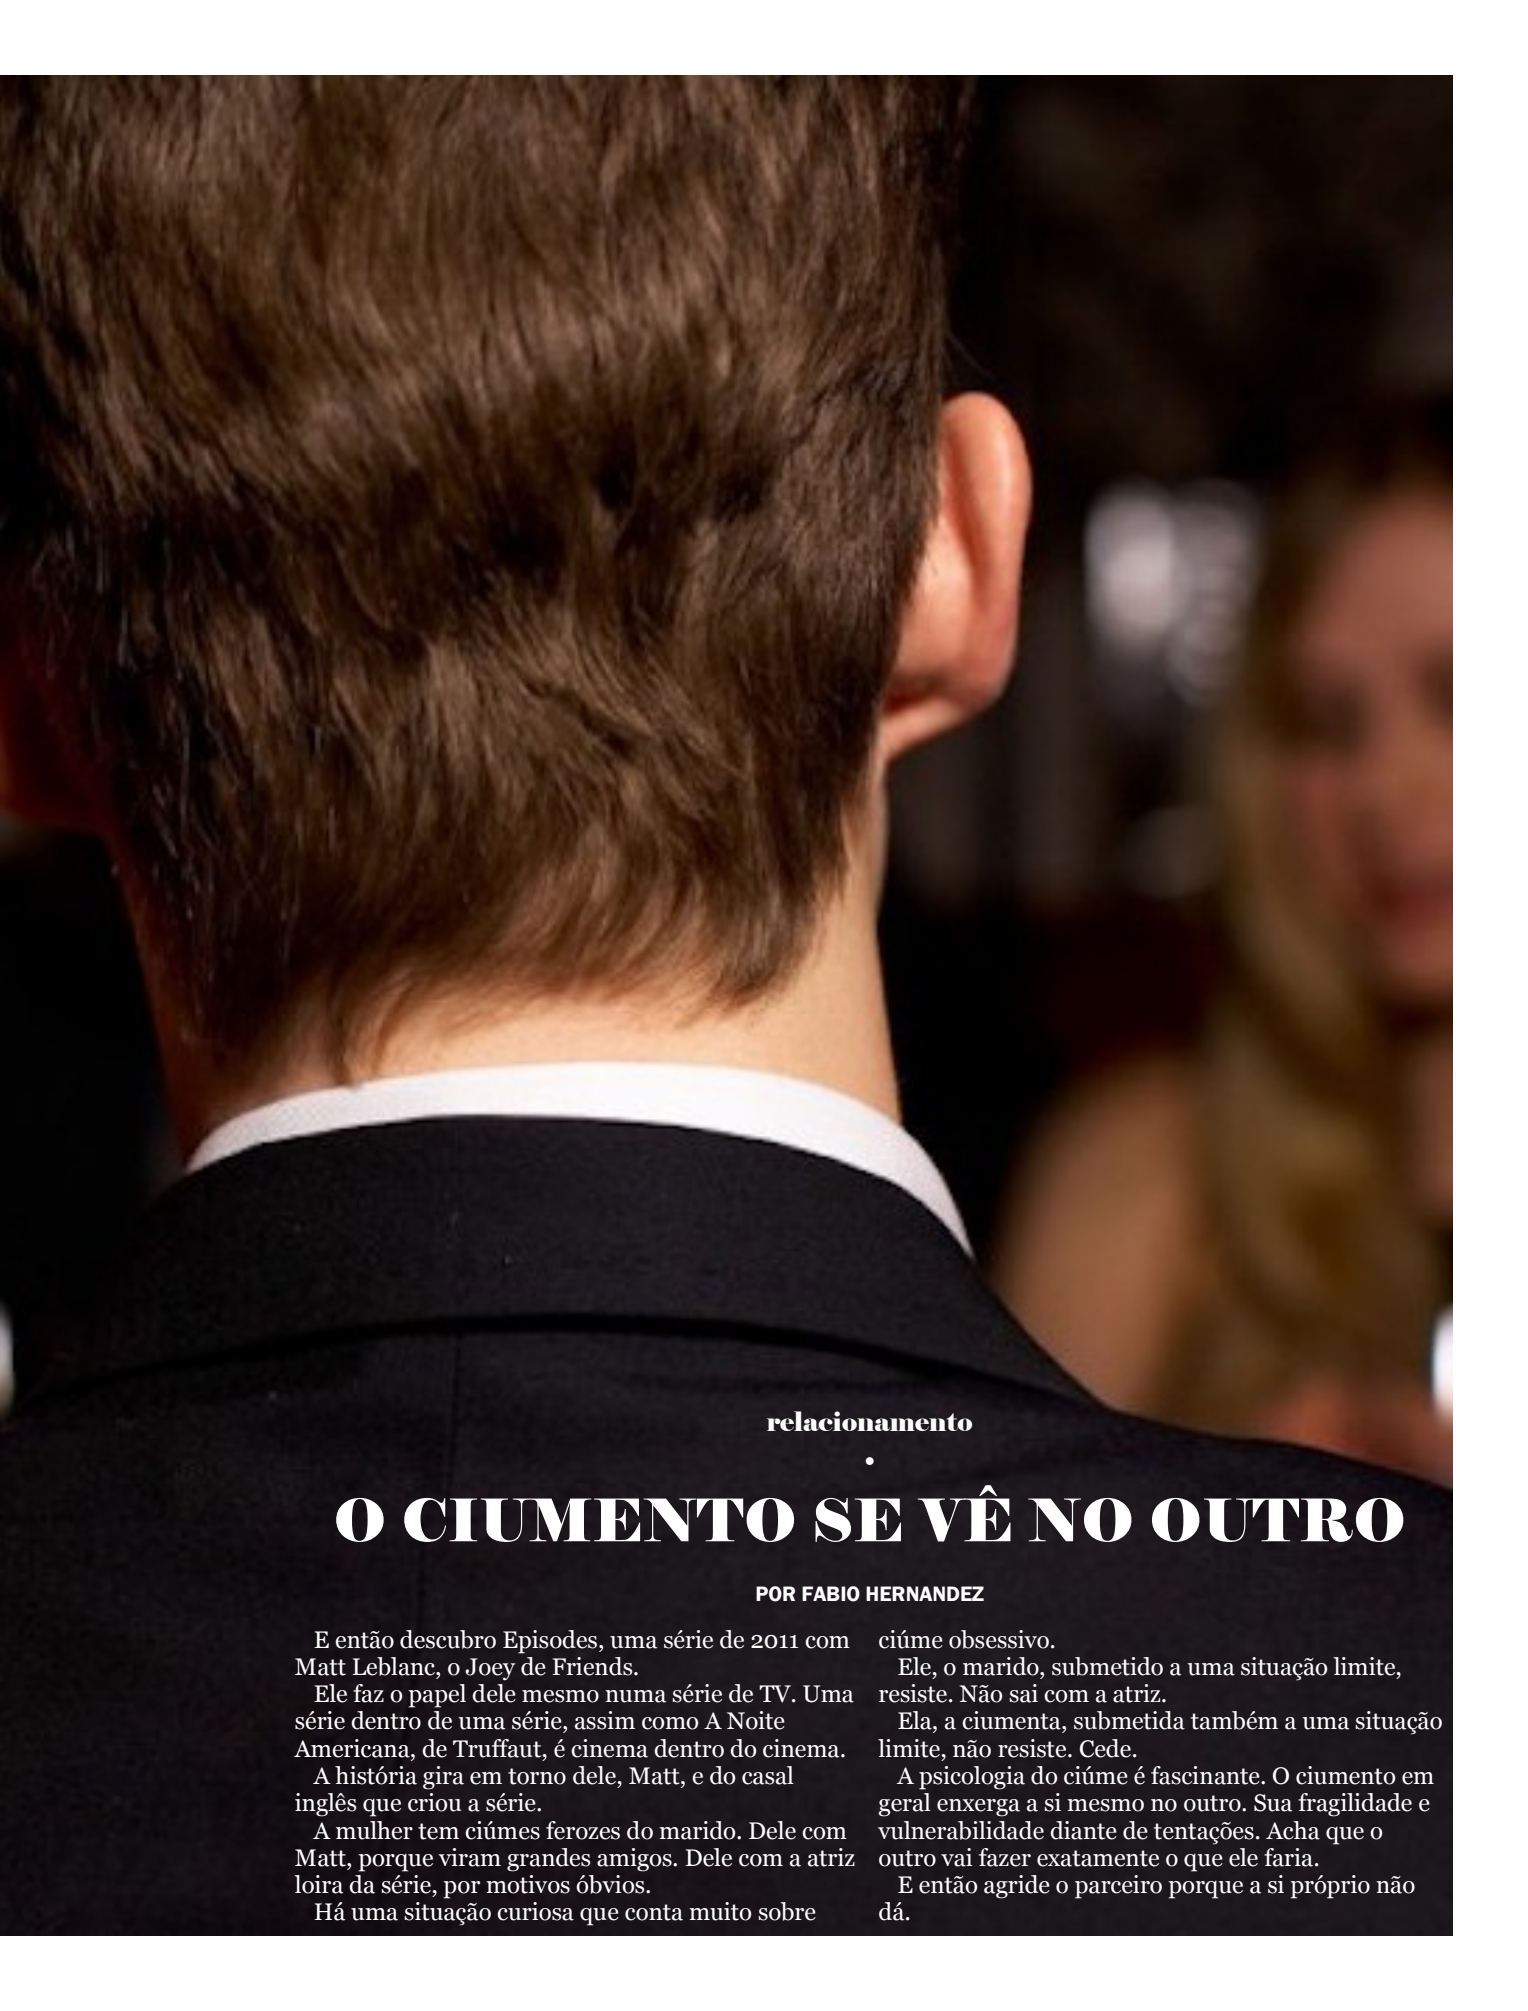 relacionamento
•
O CIUMENTO SE VÊ NO OUTRO
POR FABIO HERNANDEZ
E então descubro Episodes, uma série de 2011 com
Matt Leblanc, o Joey de Friends.
Ele faz o papel dele mesmo numa série de TV. Uma
série dentro de uma série, assim como A Noite
Americana, de Truffaut, é cinema dentro do cinema.
A história gira em torno dele, Matt, e do casal
inglês que criou a série.
A mulher tem ciúmes ferozes do marido. Dele com
Matt, porque viram grandes amigos. Dele com a atriz
loira da série, por motivos óbvios.
Há uma situação curiosa que conta muito sobre
ciúme obsessivo.
Ele, o marido, submetido a uma situação limite,
resiste. Não sai com a atriz.
Ela, a ciumenta, submetida também a uma situação
limite, não resiste. Cede.
A psicologia do ciúme é fascinante. O ciumento em
geral enxerga a si mesmo no outro. Sua fragilidade e
vulnerabilidade diante de tentações. Acha que o
outro vai fazer exatamente o que ele faria.
E então agride o parceiro porque a si próprio não
dá.